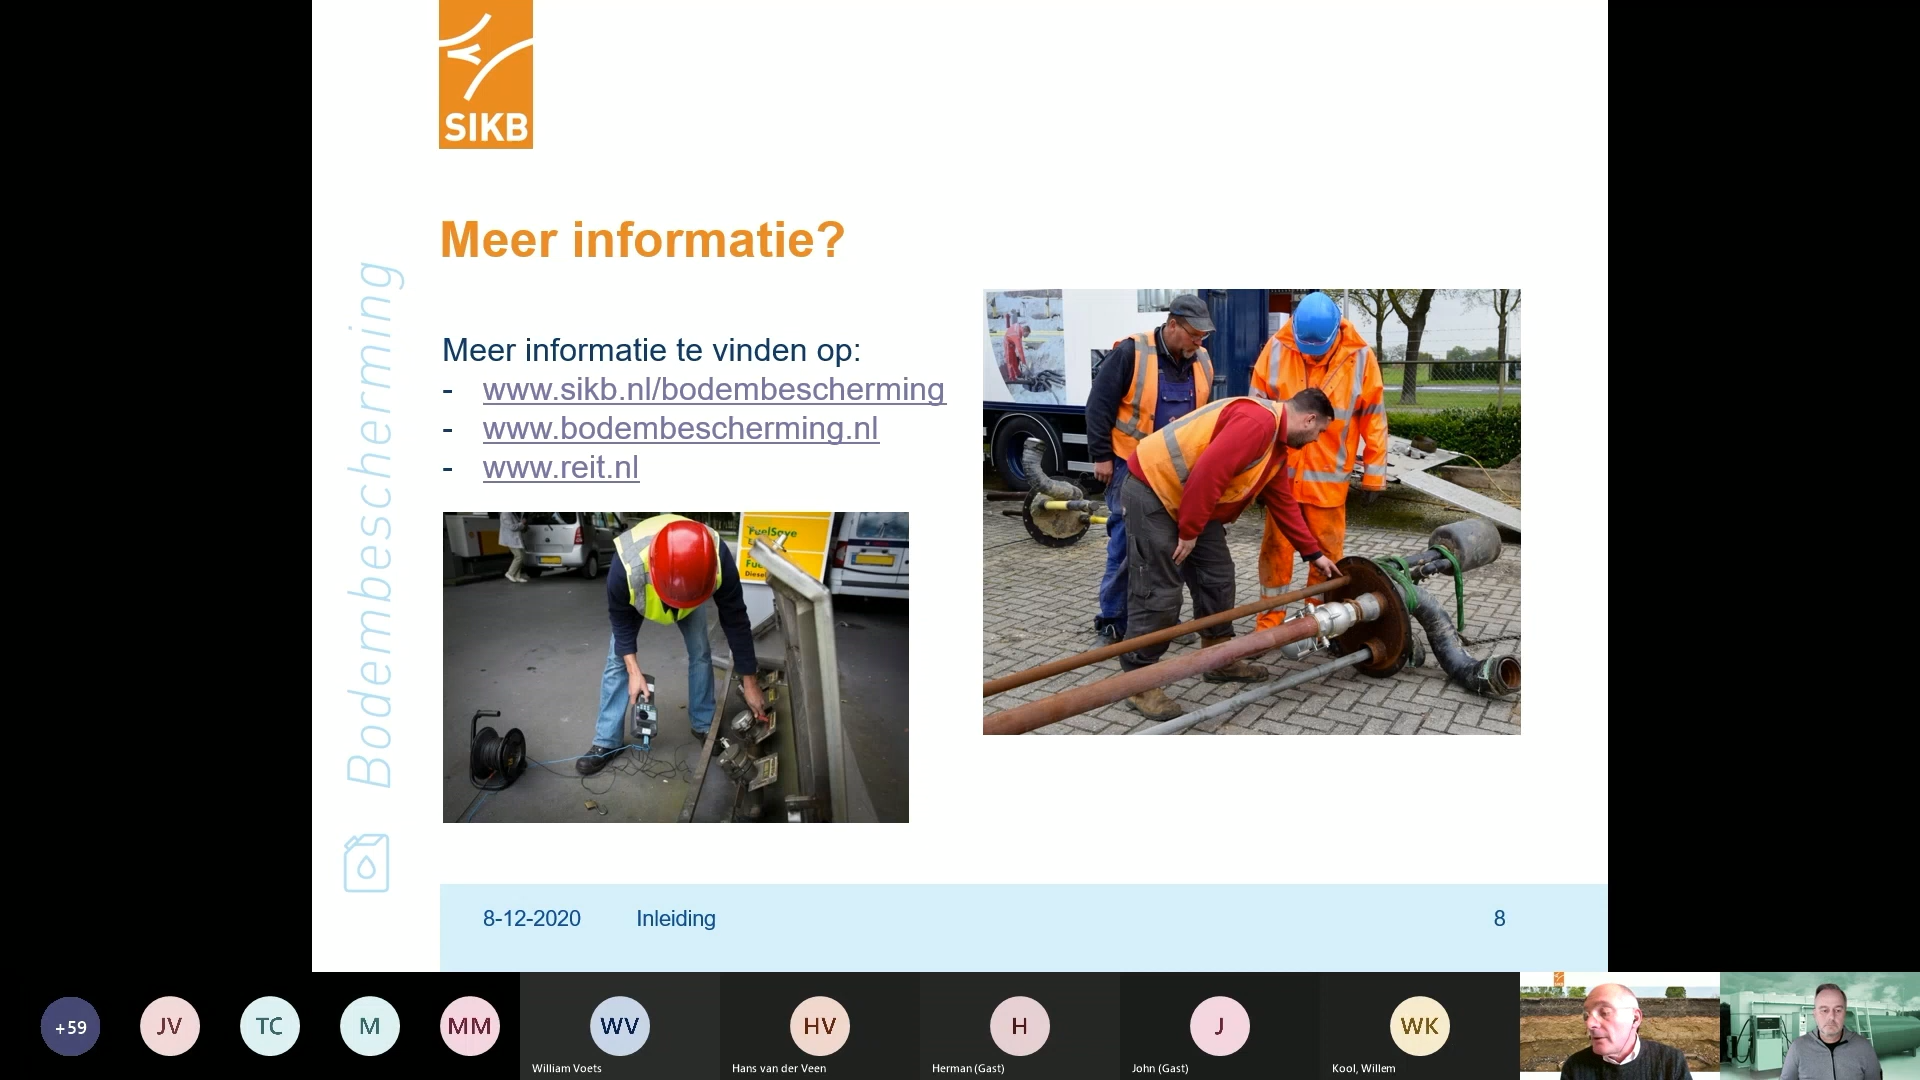 SIKB
Meer informatie?
Bodembescherming
Meer informatie te vinden op:
- www.sikb.nl/bodembescherming
- www.bodembescherming.nl
- www.reit.nl
FuelSave
Diesel
8-12-2020 Inleiding 8
+59 JV TC M MM WV HV H J WK
William Voets Hans van der Veen Herman (Gast) John (Gast) Kool, Willem